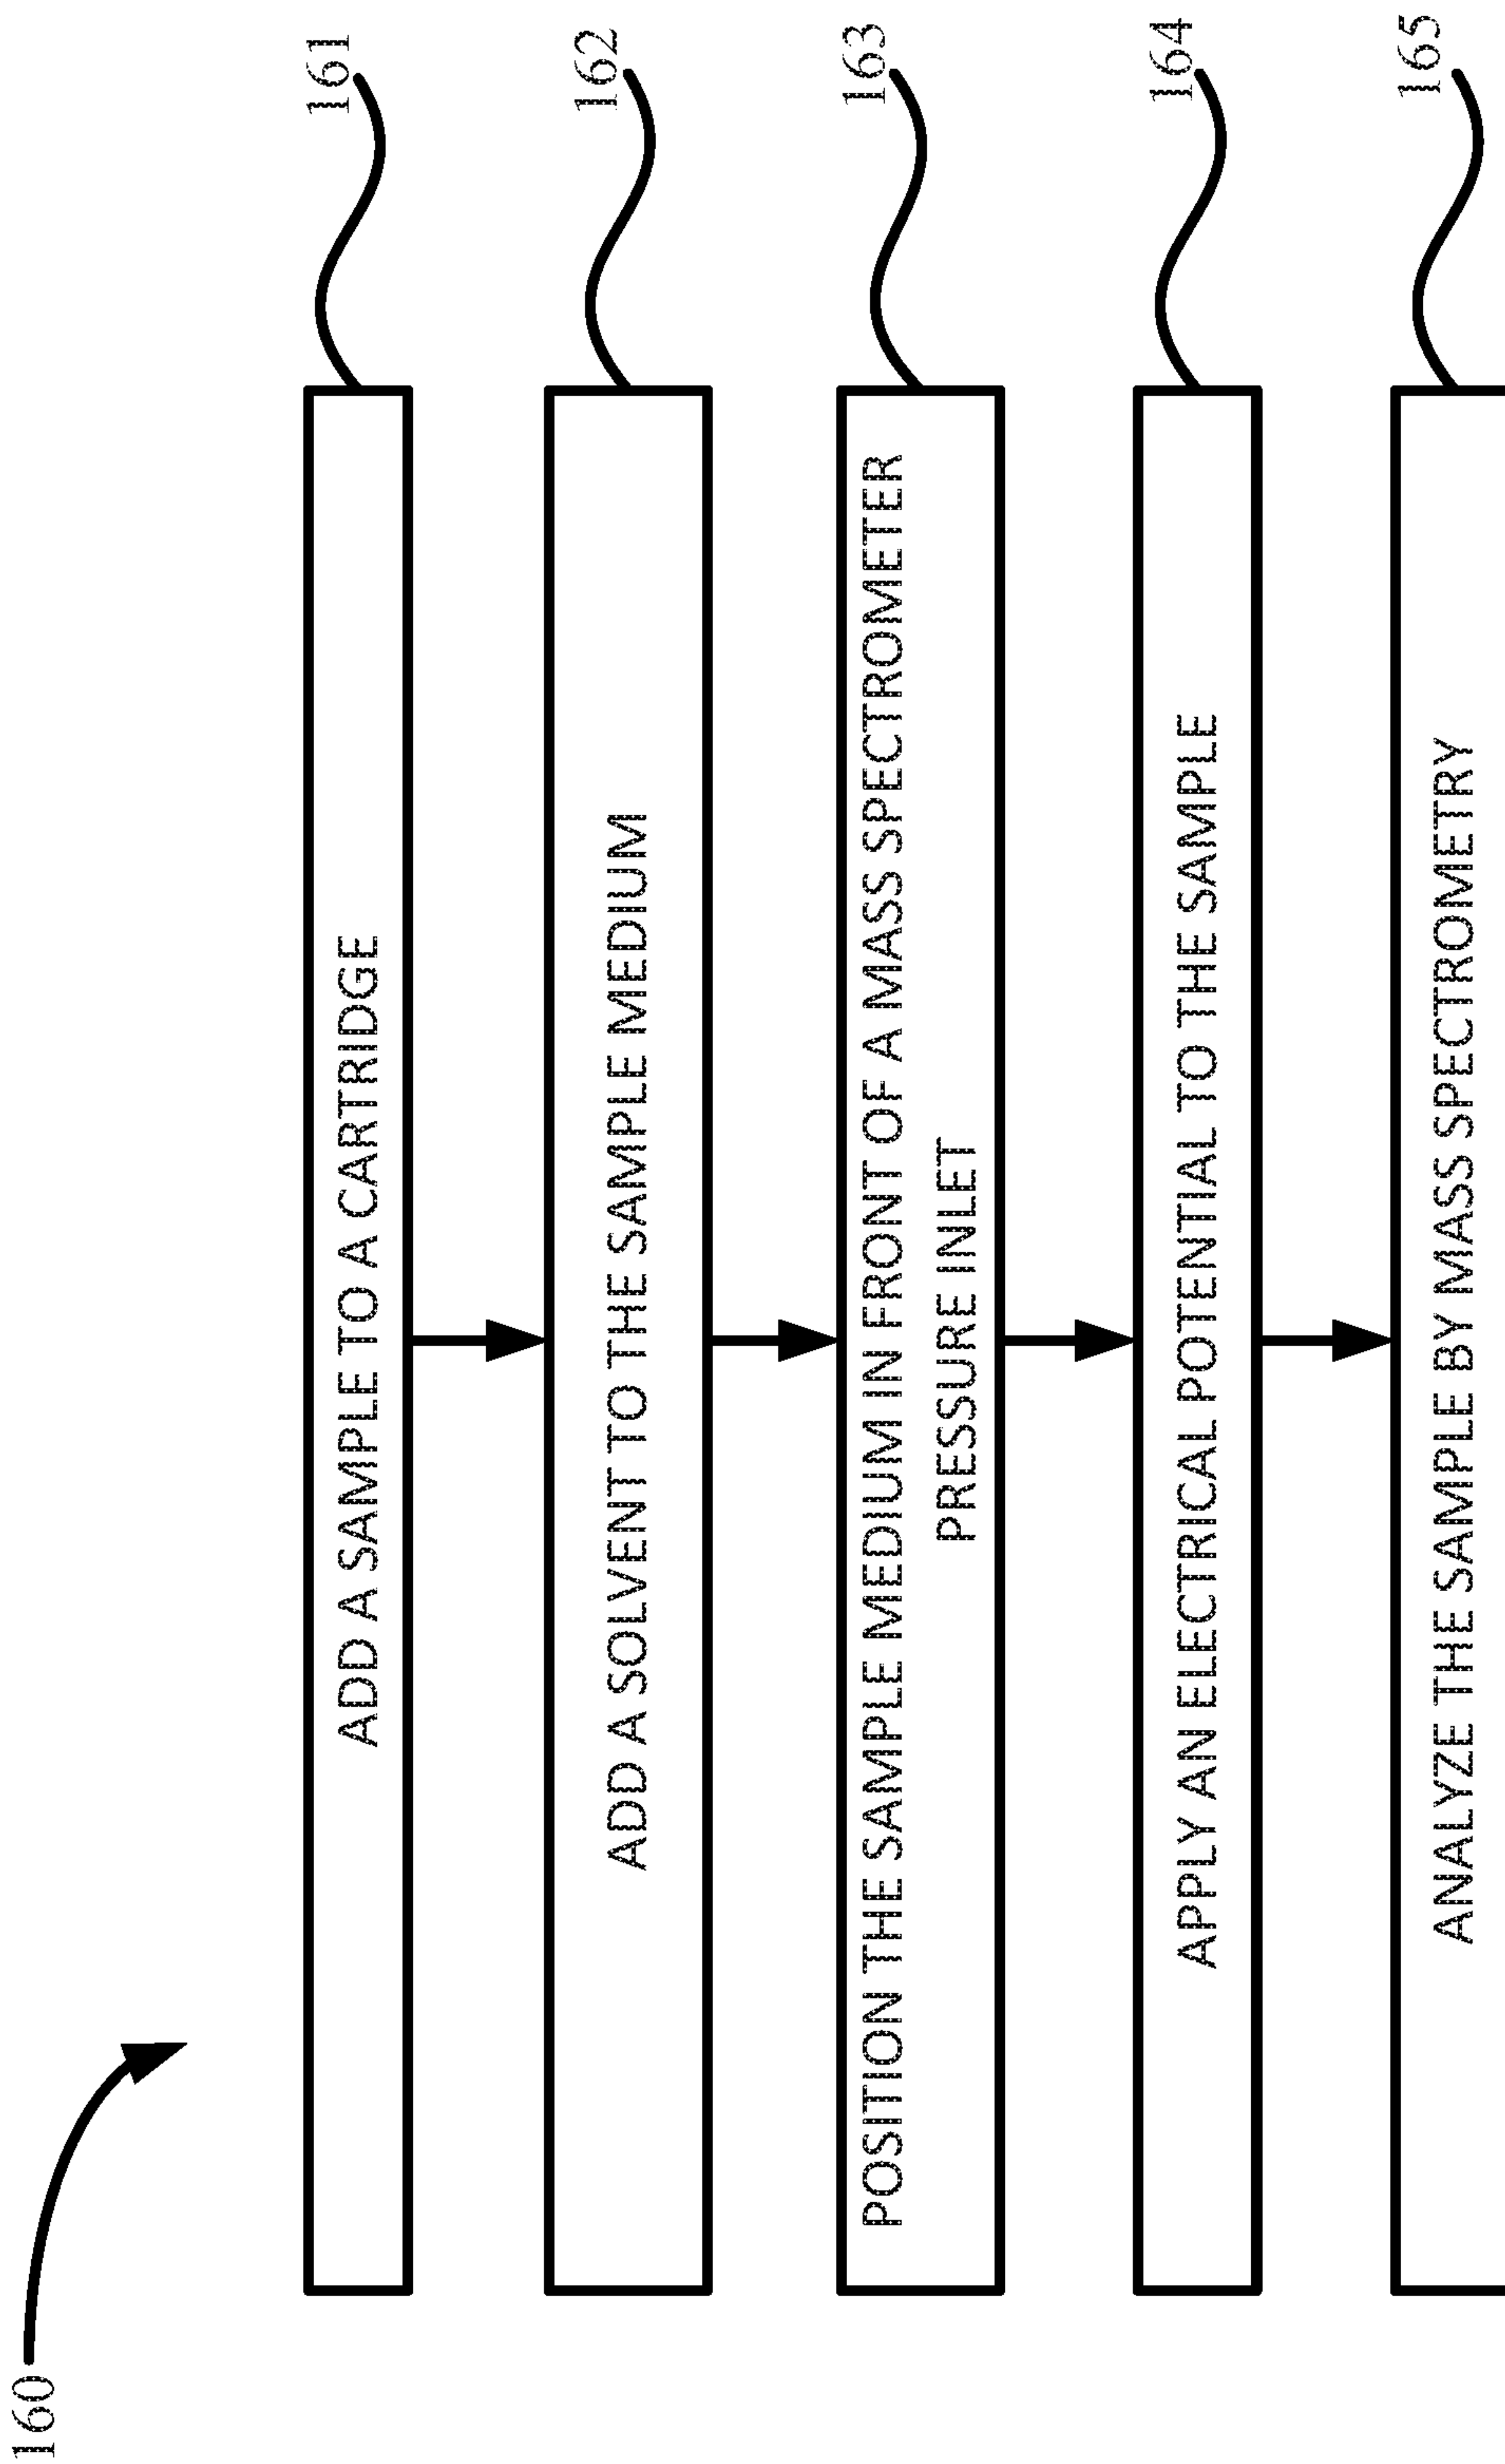 160
161
ADD A SAMPLE TO A CARTRIDGE
162
ADD A SOLVENT TO THE SAMPLE MEDIUM
163
POSITION THE SAMPLE MEDIUM IN FRONT OF A MASS SPECTROMETER
PRESSURE INLET
164
APPLY AN ELECTRICAL POTENTIAL TO THE SAMPLE
165
ANALYZE THE SAMPLE BY MASS SPECTROMETRY